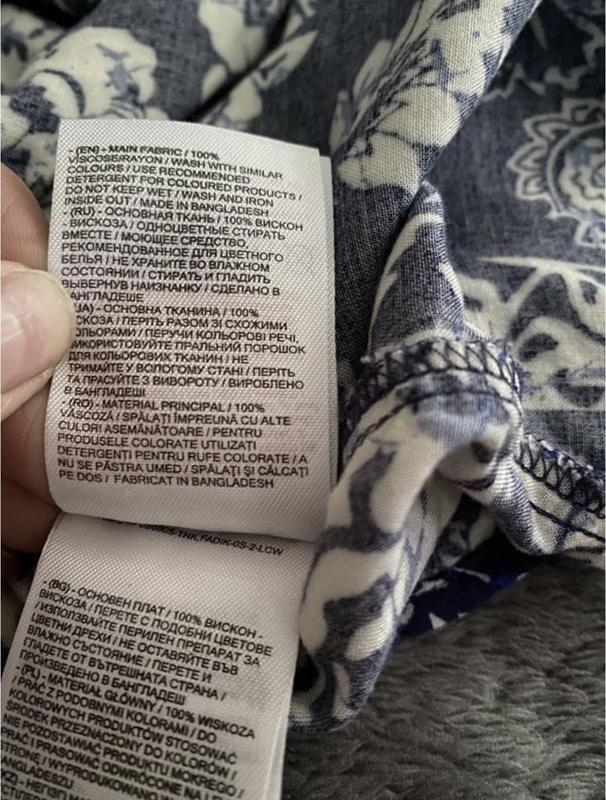 (EN) - MAIN FABRIC / 100%
VISCOSE/RAYON / WASH WITH SIMILAR
COLOURS / USE RECOMMENDED
DETERGENT FOR COLOURED PRODUCTS /
DO NOT KEEP WET / WASH AND IRON
INSIDE OUT / MADE IN BANGLADESH
- (RU) - ОСНОВНАЯ ТКАНЬ / 100% ВИСКОН
- ВИСКОЗА / ОДНОЦВЕТНЫЕ СТИРАТЬ
ВМЕСТЕ / МОЮЩЕЕ СРЕДСТВО,
РЕКОМЕНДОВАННОЕ ДЛЯ ЦВЕТНОГО
БЕЛЬЯ / НЕ ХРАНИТЕ ВО ВЛАЖНОМ
СОСТОЯНИИ / СТИРАТЬ И ГЛАДИТЬ
ВЫВЕРНУВ НАИЗНАНКУ / СДЕЛАНО В
АНГЛАДЕШЕ
UA) - ОСНОВНА ТКАНИНА / 100%
СКОЗА / ПЕРІТЬ РАЗОМ ЗІ СХОЖИМИ
ОЛЬОРАМИ / ПЕРУЧИ КОЛЬОРОВІ РЕЧІ,
ВИКОРИСТОВУЙТЕ ПРАЛЬНИЙ ПОРОШОК
ДЛЯ КОЛЬОРОВИХ ТКАНИН / НЕ
ТРИМАЙТЕ У ВОЛОГОМУ СТАНІ / ПЕРІТЬ
ТА ПРАСУЙТЕ З ВИВОРОТУ / ВИРОБЛЕНО
В БАНГЛАДЕШІ
(RO) - MATERIAL PRINCIPAL / 100%
VÂSCOZĂ / SPĂLAȚI ÎMPREUNĂ CU ALTE
CULORI ASEMĂNĂTOARE / PENTRU
PRODUSELE COLORATE UTILIZATI
DETERGENTI PENTRU RUFE COLORATE / A
NU SE PĂSTRA UMED / SPĂLAȚI ȘI CĂLCAȚI
PE DOS / FABRICAT IN BANGLADESH
- (BG) - ОСНОВЕН ПЛАТ / 100% ВИСКОН -
ВИСКОЗА / ПЕРЕТЕ С ПОДОБНИ ЦВЕТОВЕ
/ ИЗПОЛЗВАЙТЕ ПЕРИЛЕН ПРЕПАРАТ ЗА
ЦВЕТНИ ДРЕХИ / НЕ ОСТАВЯЙТЕ ВЪВ
ВЛАЖНО СЪСТОЯНИЕ / ПЕРЕТЕ И
ГЛАДЕТЕ ОТ ВЪТРЕШНАТА СТРАНА /
ПРОИЗВЕДЕНО В БАНГЛАДЕШ
- (PL) - MATERIAŁ GŁÓWNY / 100% WISKOZA
/ PRAĆ Z PODOBNYMI KOLORAMI / DO
KOLOROWYCH PRODUKTÓW STOSOWAĆ
ŚRODEK PRZEZNACZONY DO KOLORÓW /
NIE POZOSTAWIAĆ PRODUKTU MOKREGO /
PRAĆ I PRASOWAĆ ODWRÓCONE NA LEWĄ